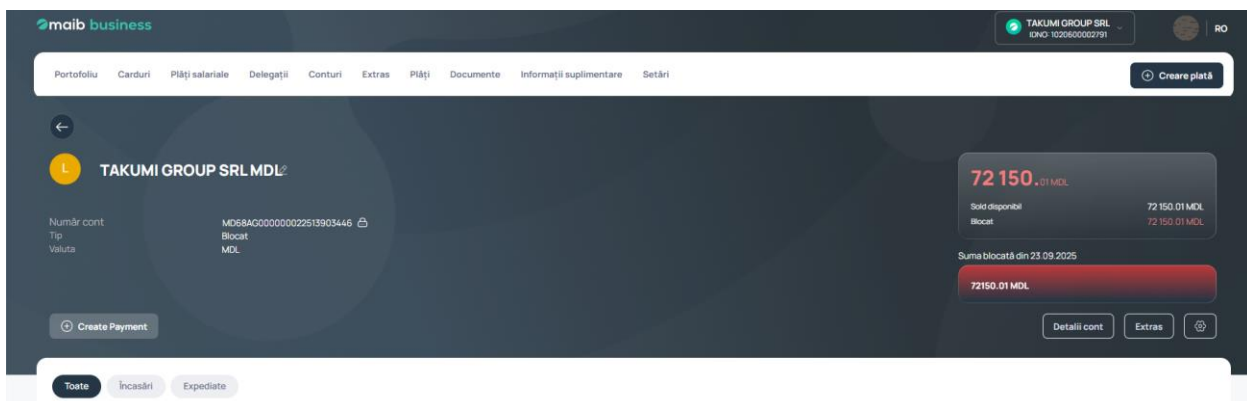 maib business
TAKUMI GROUP SRL
IDNO: 1020600002791
RO
Portofoliu Carduri Plăți salariale Delegații Conturi Extras Plăți Documente Informații suplimentare Setări
Creare plată
L
TAKUMI GROUP SRL MDL
72 150.01 MDL
Sold disponibil 72 150.01 MDL
Blocat 72 150.01 MDL
Număr cont MD68AG000000022513903446
Tip Blocat
Valuta MDL
Suma blocată din 23.09.2025
72150.01 MDL
Create Payment
Detalii cont Extras
Toate Încasări Expediate